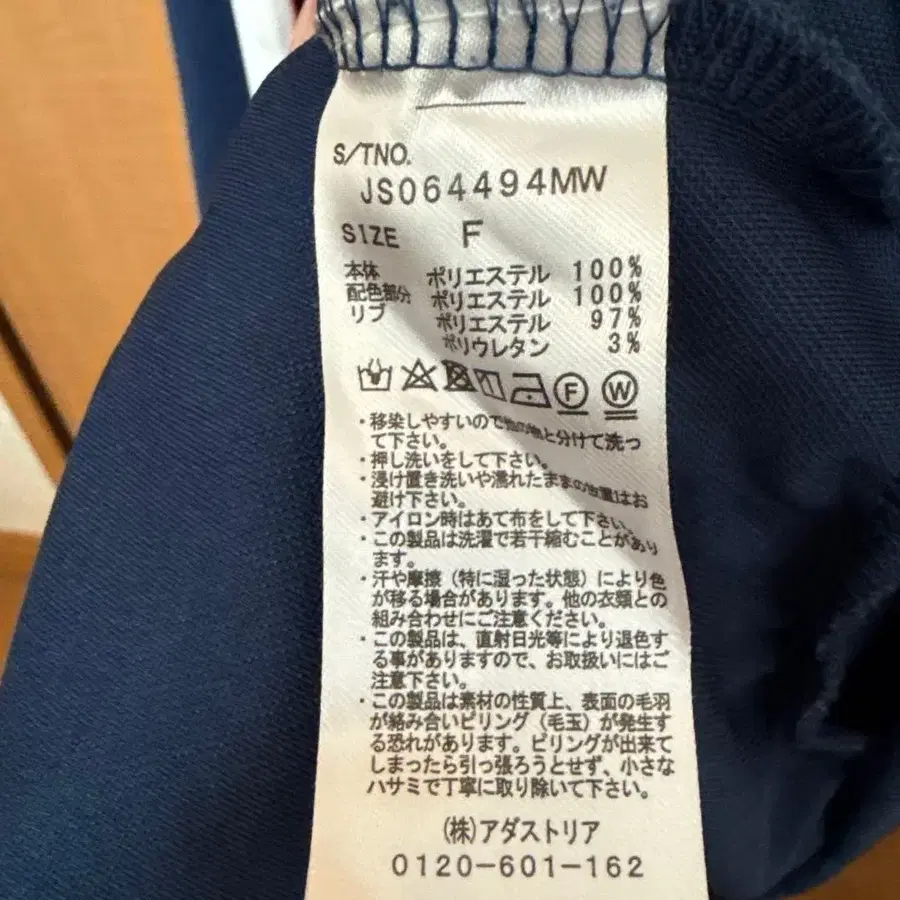 S/TNO.
JS064494MW
SIZE F
本体 ポリエステル 100%
配色部分 ポリエステル 100%
リブ ポリエステル 97%
ポリウレタン 3%
F W
・移染しやすいので他の物と分けて洗っ
て下さい。
・押し洗いをして下さい。
・浸け置き洗いや濡れたままの放置はお
避け下さい。
・アイロン時はあて布をして下さい。
・この製品は洗濯で若干縮むことがあり
ます。
・汗や摩擦（特に湿った状態）により色
が移る場合があります。他の衣類との
組み合わせにご注意ください。
・この製品は、直射日光等により退色す
る事がありますので、お取扱いにはご
注意下さい。
・この製品は素材の性質上、表面の毛羽
が絡み合いピリング（毛玉）が発生す
る恐れがあります。ピリングが出来て
しまったら引っ張ろうとせず、小さな
ハサミで丁寧に取り除いて下さい。
(株)アダストリア
0120-601-162